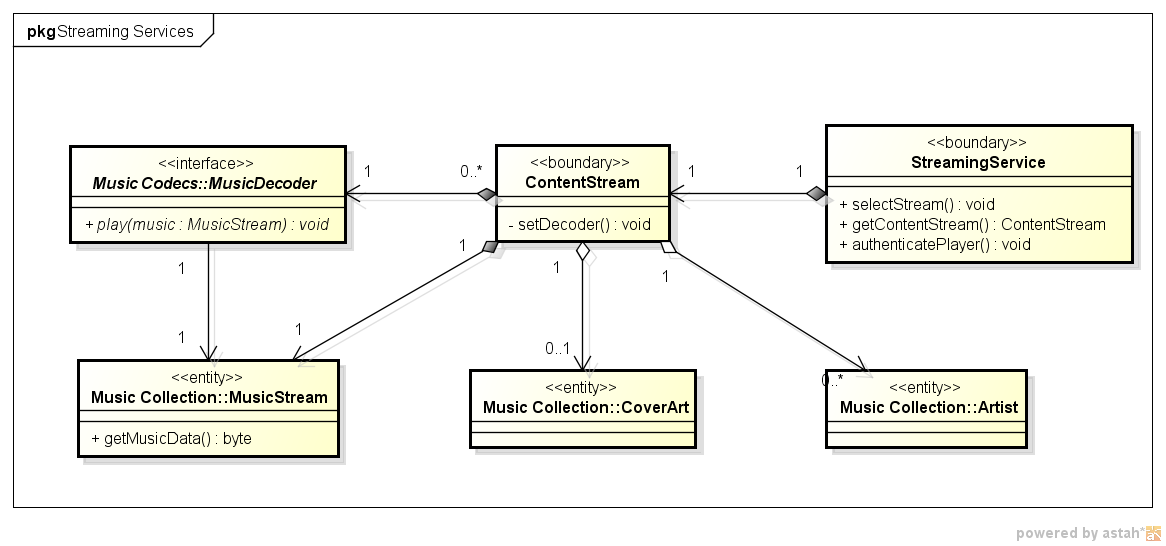 pkg Streaming Services
<<interface>>
Music Codecs::MusicDecoder
+ play(music : MusicStream) : void
1
0..*
<<boundary>>
ContentStream
- setDecoder() : void
1
1
<<boundary>>
StreamingService
+ selectStream() : void
+ getContentStream() : ContentStream
+ authenticatePlayer() : void
1
1
1
1
1
1
0..1
0..*
<<entity>>
Music Collection::MusicStream
+ getMusicData() : byte
<<entity>>
Music Collection::CoverArt
<<entity>>
Music Collection::Artist
powered by astah*